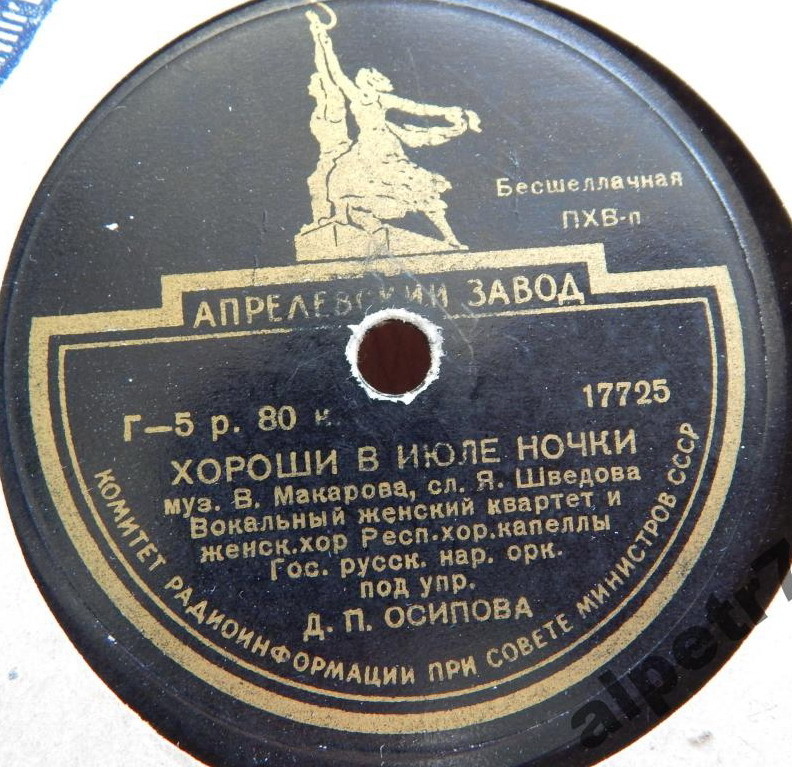 Бесшеллачная
ПХВ-п
АПРЕЛЕВСКИЙ ЗАВОД
Г—5 р. 80 к.
17725
ХОРОШИ В ИЮЛЕ НОЧКИ
муз. В. Макарова, сл. Я. Шведова
Вокальный женский квартет и
женск.хор Респ.хор.капеллы
Гос. русск. нар. орк.
под упр.
Д. П. ОСИПОВА
КОМИТЕТ РАДИОИНФОРМАЦИИ ПРИ СОВЕТЕ МИНИСТРОВ СССР
alpetr7